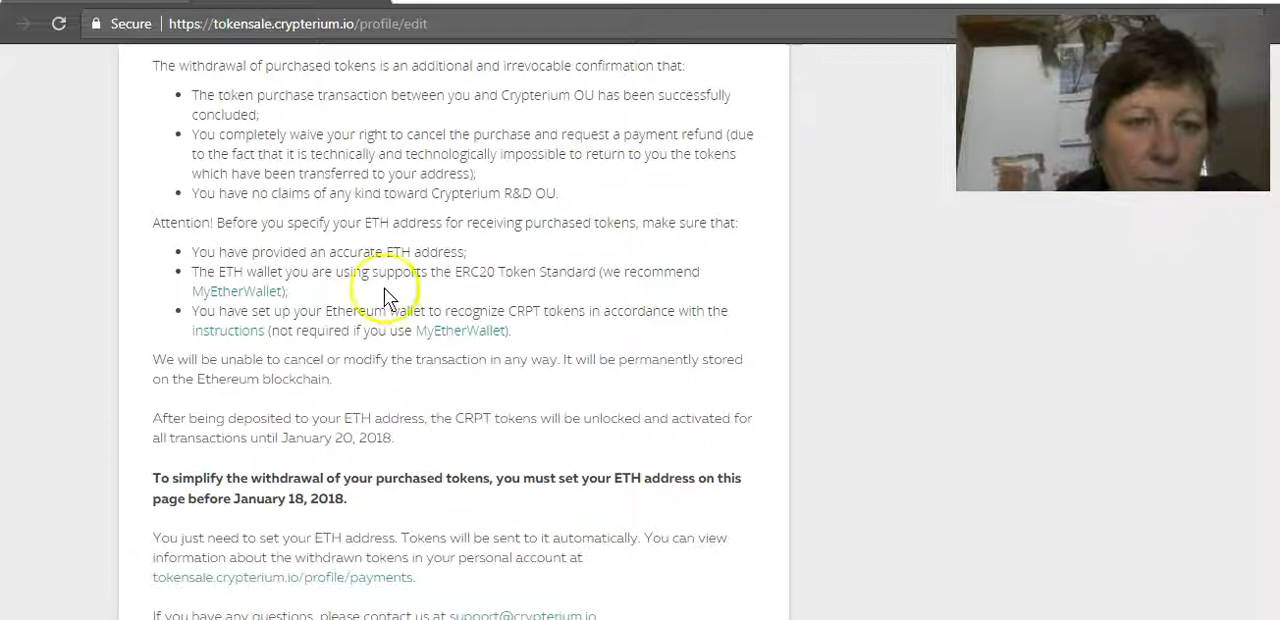 Secure | https://tokensale.crypterium.io/profile/edit
The withdrawal of purchased tokens is an additional and irrevocable confirmation that:
• The token purchase transaction between you and Crypterium OU has been successfully
concluded;
• You completely waive your right to cancel the purchase and request a payment refund (due
to the fact that it is technically and technologically impossible to return to you the tokens
which have been transferred to your address);
• You have no claims of any kind toward Crypterium R&D OU.
Attention! Before you specify your ETH address for receiving purchased tokens, make sure that:
• You have provided an accurate ETH address;
• The ETH wallet you are using supports the ERC20 Token Standard (we recommend
MyEtherWallet);
• You have set up your Ethereum wallet to recognize CRPT tokens in accordance with the
instructions (not required if you use MyEtherWallet).
We will be unable to cancel or modify the transaction in any way. It will be permanently stored
on the Ethereum blockchain.
After being deposited to your ETH address, the CRPT tokens will be unlocked and activated for
all transactions until January 20, 2018.
To simplify the withdrawal of your purchased tokens, you must set your ETH address on this
page before January 18, 2018.
You just need to set your ETH address. Tokens will be sent to it automatically. You can view
information about the withdrawn tokens in your personal account at
tokensale.crypterium.io/profile/payments.
If you have any questions, please contact us at support@crypterium.io